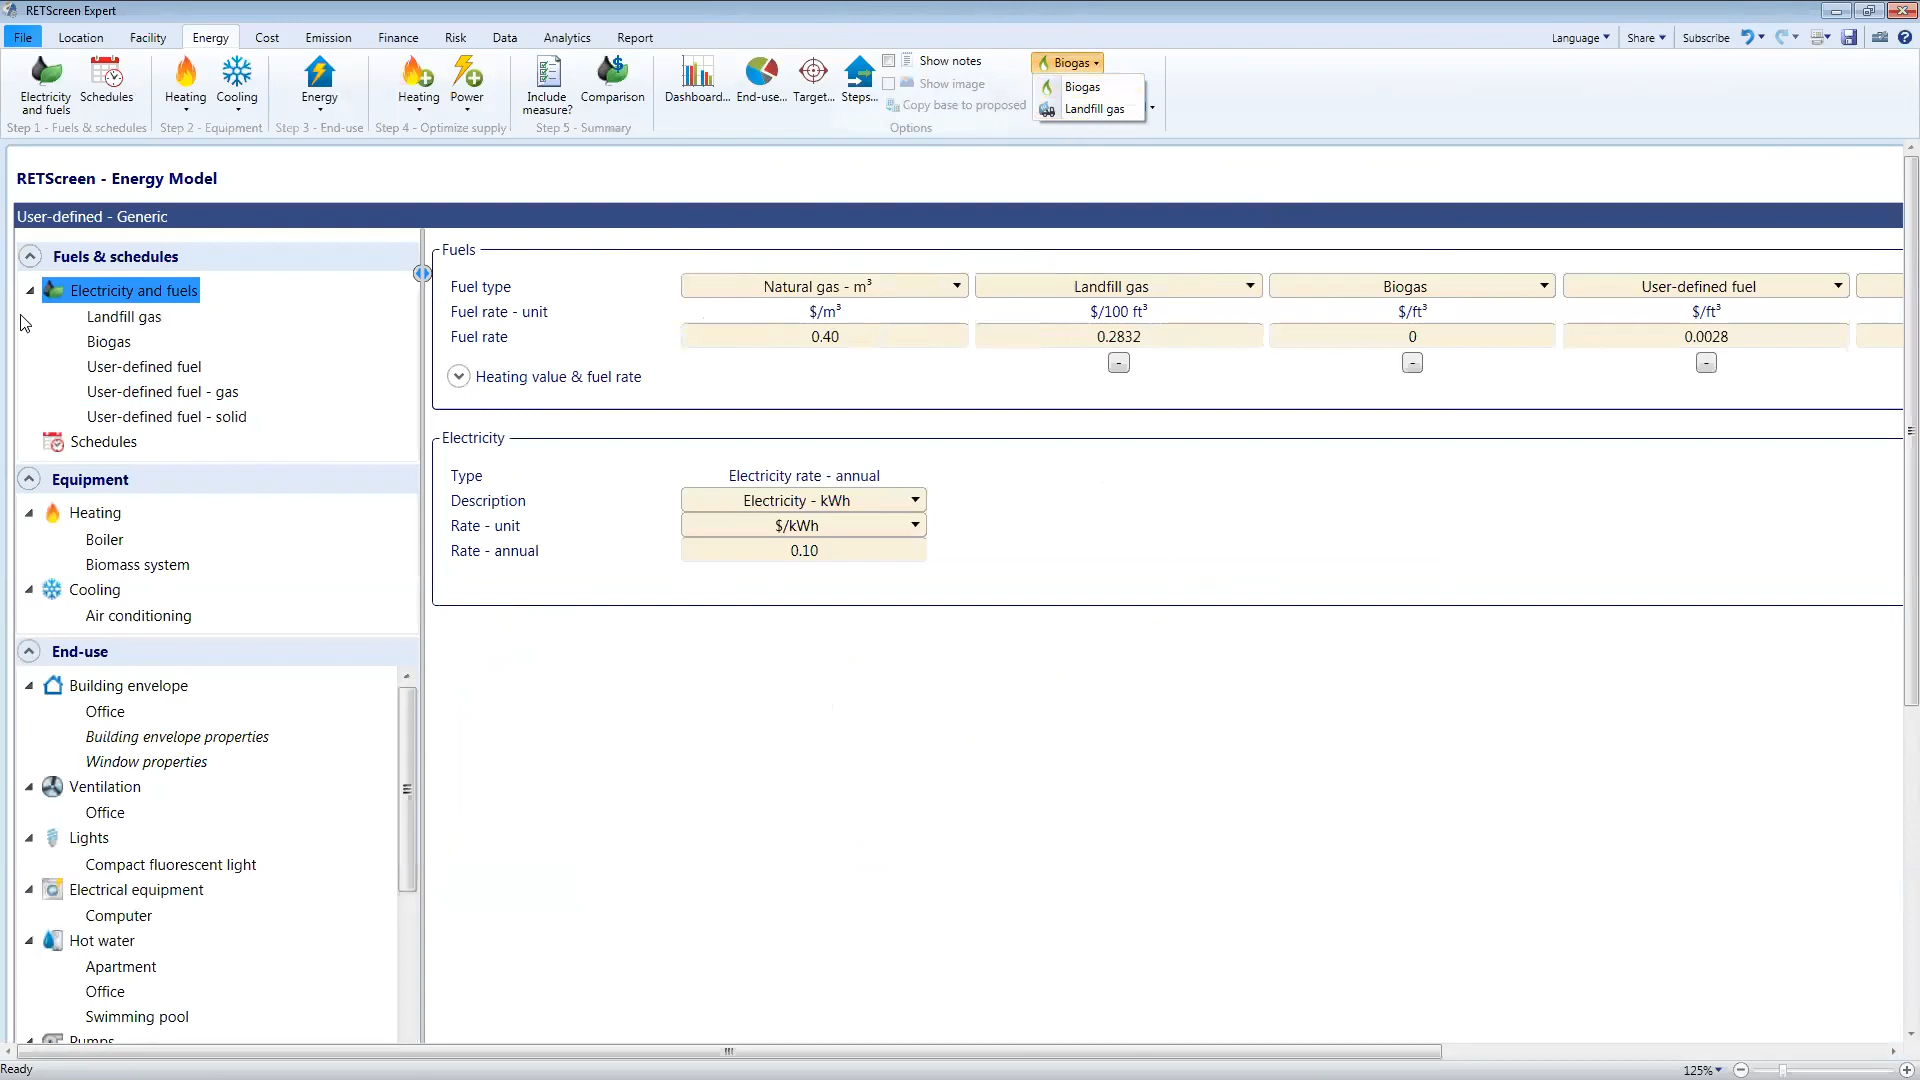 RETScreen Expert
File Location Facility Energy Cost Emission Finance Risk Data Analytics Report Language Share Subscribe
Electricity and fuels
Schedules
Step 1 - Fuels & schedules
Heating
Cooling
Step 2 - Equipment
Energy
Step 3 - End-use
Heating
Power
Step 4 - Optimize supply
Include measure?
Comparison
Step 5 - Summary
Dashboard...
End-use...
Target...
Steps...
Show notes
Show image
Copy base to proposed
Options
Biogas
Biogas
Landfill gas
RETScreen - Energy Model
User-defined - Generic
Fuels & schedules
Electricity and fuels
Landfill gas
Biogas
User-defined fuel
User-defined fuel - gas
User-defined fuel - solid
Schedules
Equipment
Heating
Boiler
Biomass system
Cooling
Air conditioning
End-use
Building envelope
Office
Building envelope properties
Window properties
Ventilation
Office
Lights
Compact fluorescent light
Electrical equipment
Computer
Hot water
Apartment
Office
Swimming pool
Pumps
Fuels
Fuel type Natural gas - m³ Landfill gas Biogas User-defined fuel
Fuel rate - unit $/m³ $/100 ft³ $/ft³ $/ft³
Fuel rate 0.40 0.2832 0 0.0028
- - -
Heating value & fuel rate
Electricity
Type Electricity rate - annual
Description Electricity - kWh
Rate - unit $/kWh
Rate - annual 0.10
Ready 125%